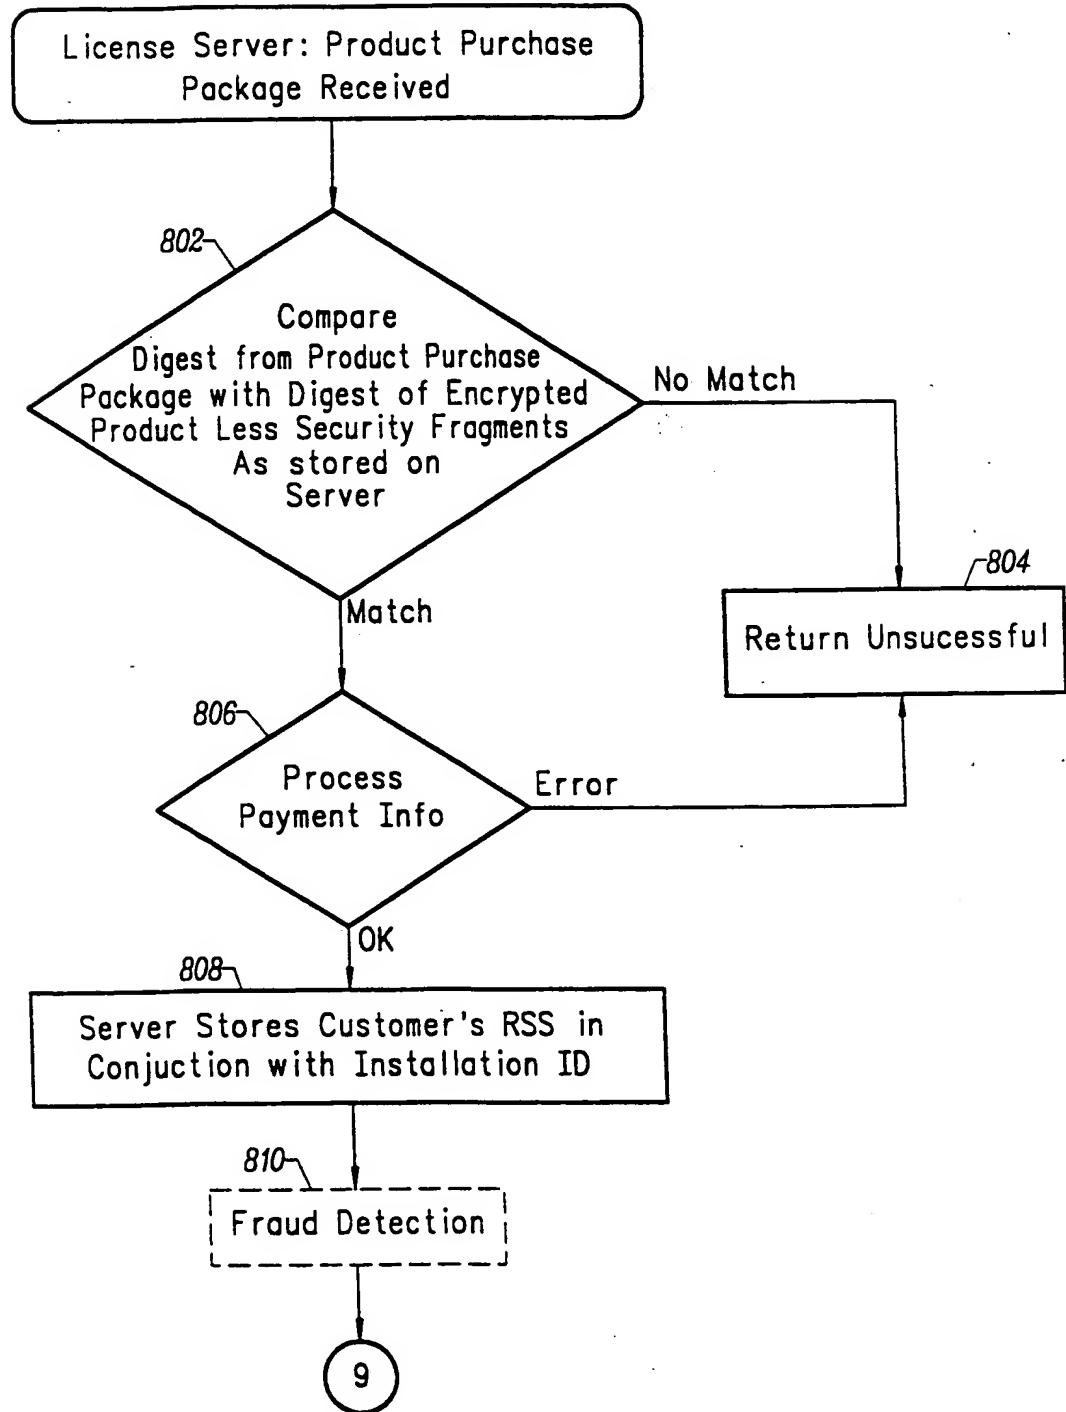 License Server: Product Purchase
Package Received
802
Compare
Digest from Product Purchase
Package with Digest of Encrypted
Product Less Security Fragments
As stored on
Server
No Match
804
Return Unsucessful
Match
806
Process
Payment Info
Error
OK
808
Server Stores Customer's RSS in
Conjuction with Installation ID
810
Fraud Detection
9